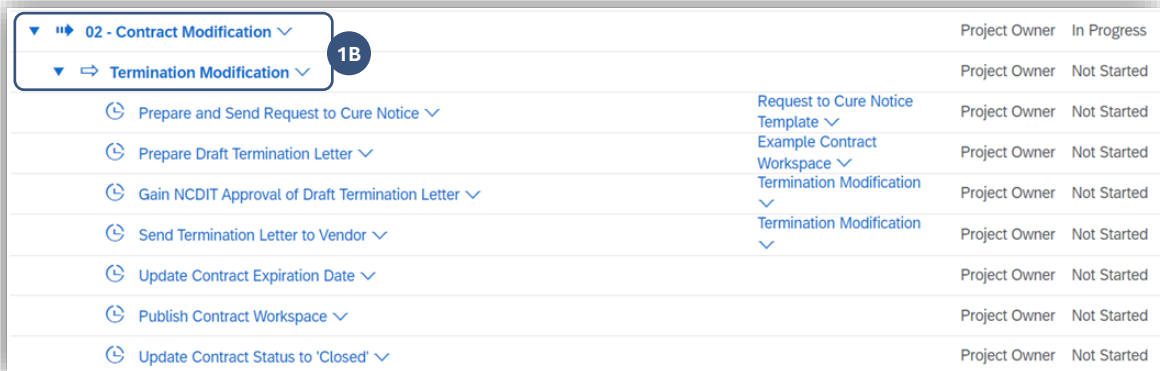 02 - Contract Modification Project Owner In Progress
1B
Termination Modification Project Owner Not Started
Prepare and Send Request to Cure Notice Request to Cure Notice Template Project Owner Not Started
Prepare Draft Termination Letter Example Contract Workspace Project Owner Not Started
Gain NCDIT Approval of Draft Termination Letter Termination Modification Project Owner Not Started
Send Termination Letter to Vendor Termination Modification Project Owner Not Started
Update Contract Expiration Date Project Owner Not Started
Publish Contract Workspace Project Owner Not Started
Update Contract Status to 'Closed' Project Owner Not Started